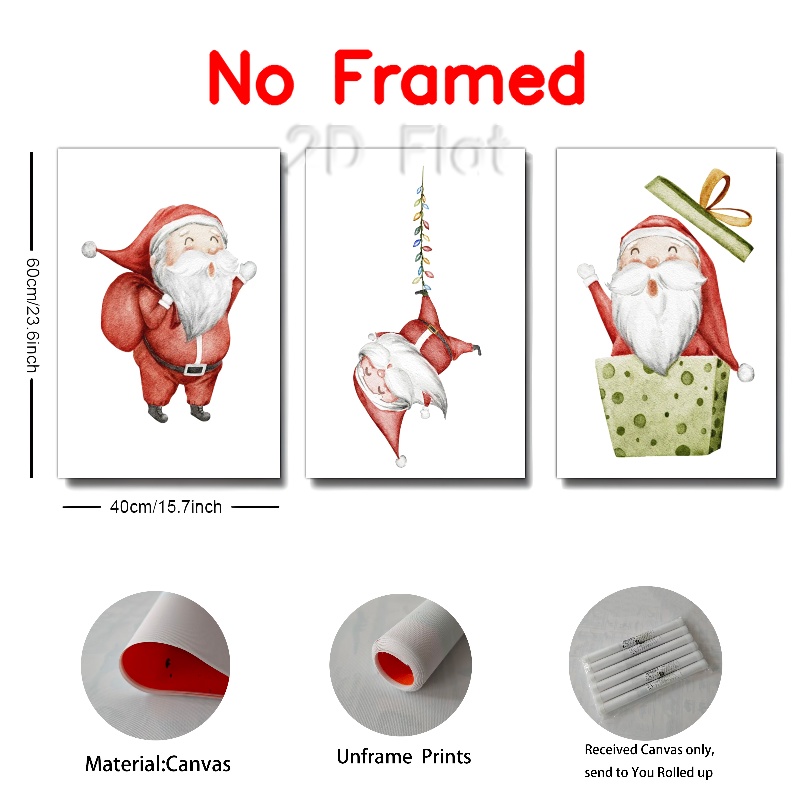 No Framed
2D Flat
60cm/23.6inch
40cm/15.7inch
Material:Canvas
Unframe Prints
Received Canvas only,
send to You Rolled up